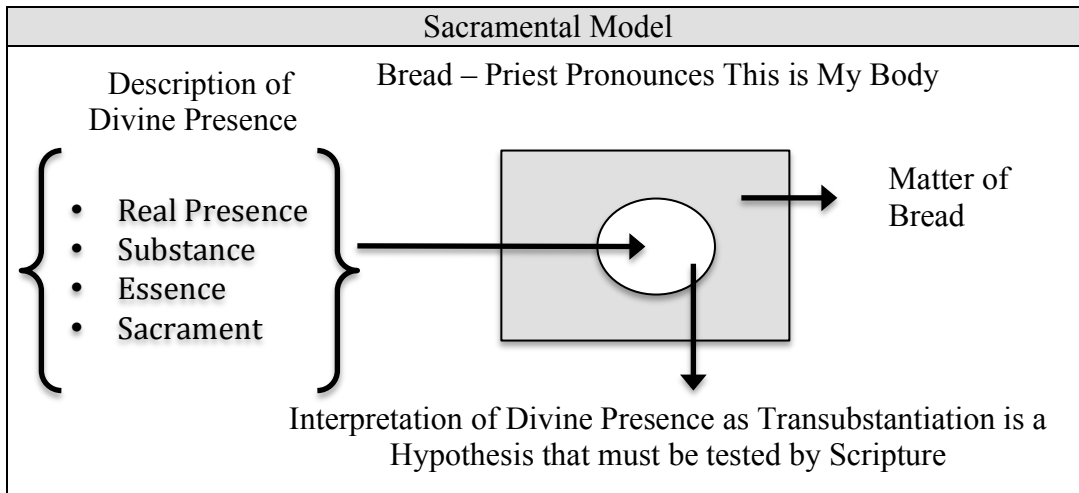 Sacramental Model
Description of
Divine Presence
Bread – Priest Pronounces This is My Body
• Real Presence
• Substance
• Essence
• Sacrament
Matter of
Bread
Interpretation of Divine Presence as Transubstantiation is a
Hypothesis that must be tested by Scripture